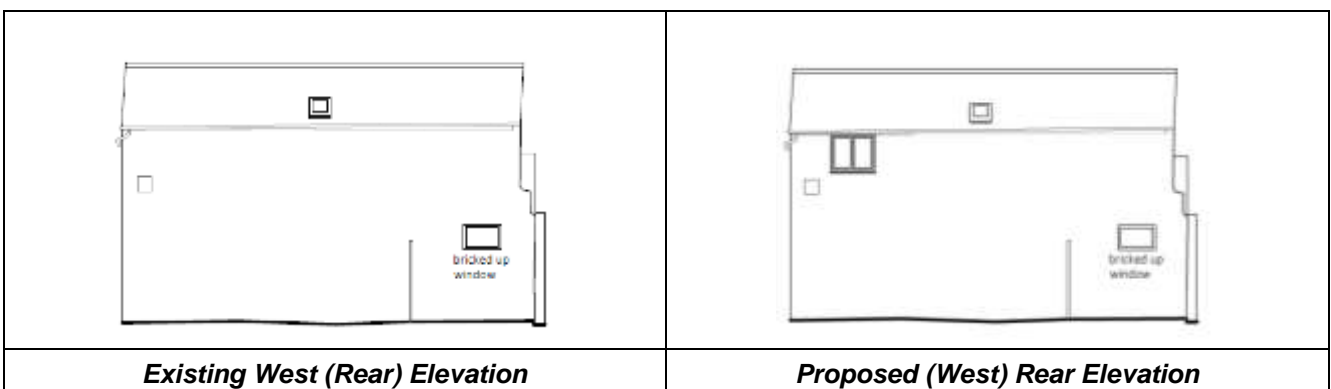 bricked up
window
bricked up
window
Existing West (Rear) Elevation
Proposed (West) Rear Elevation